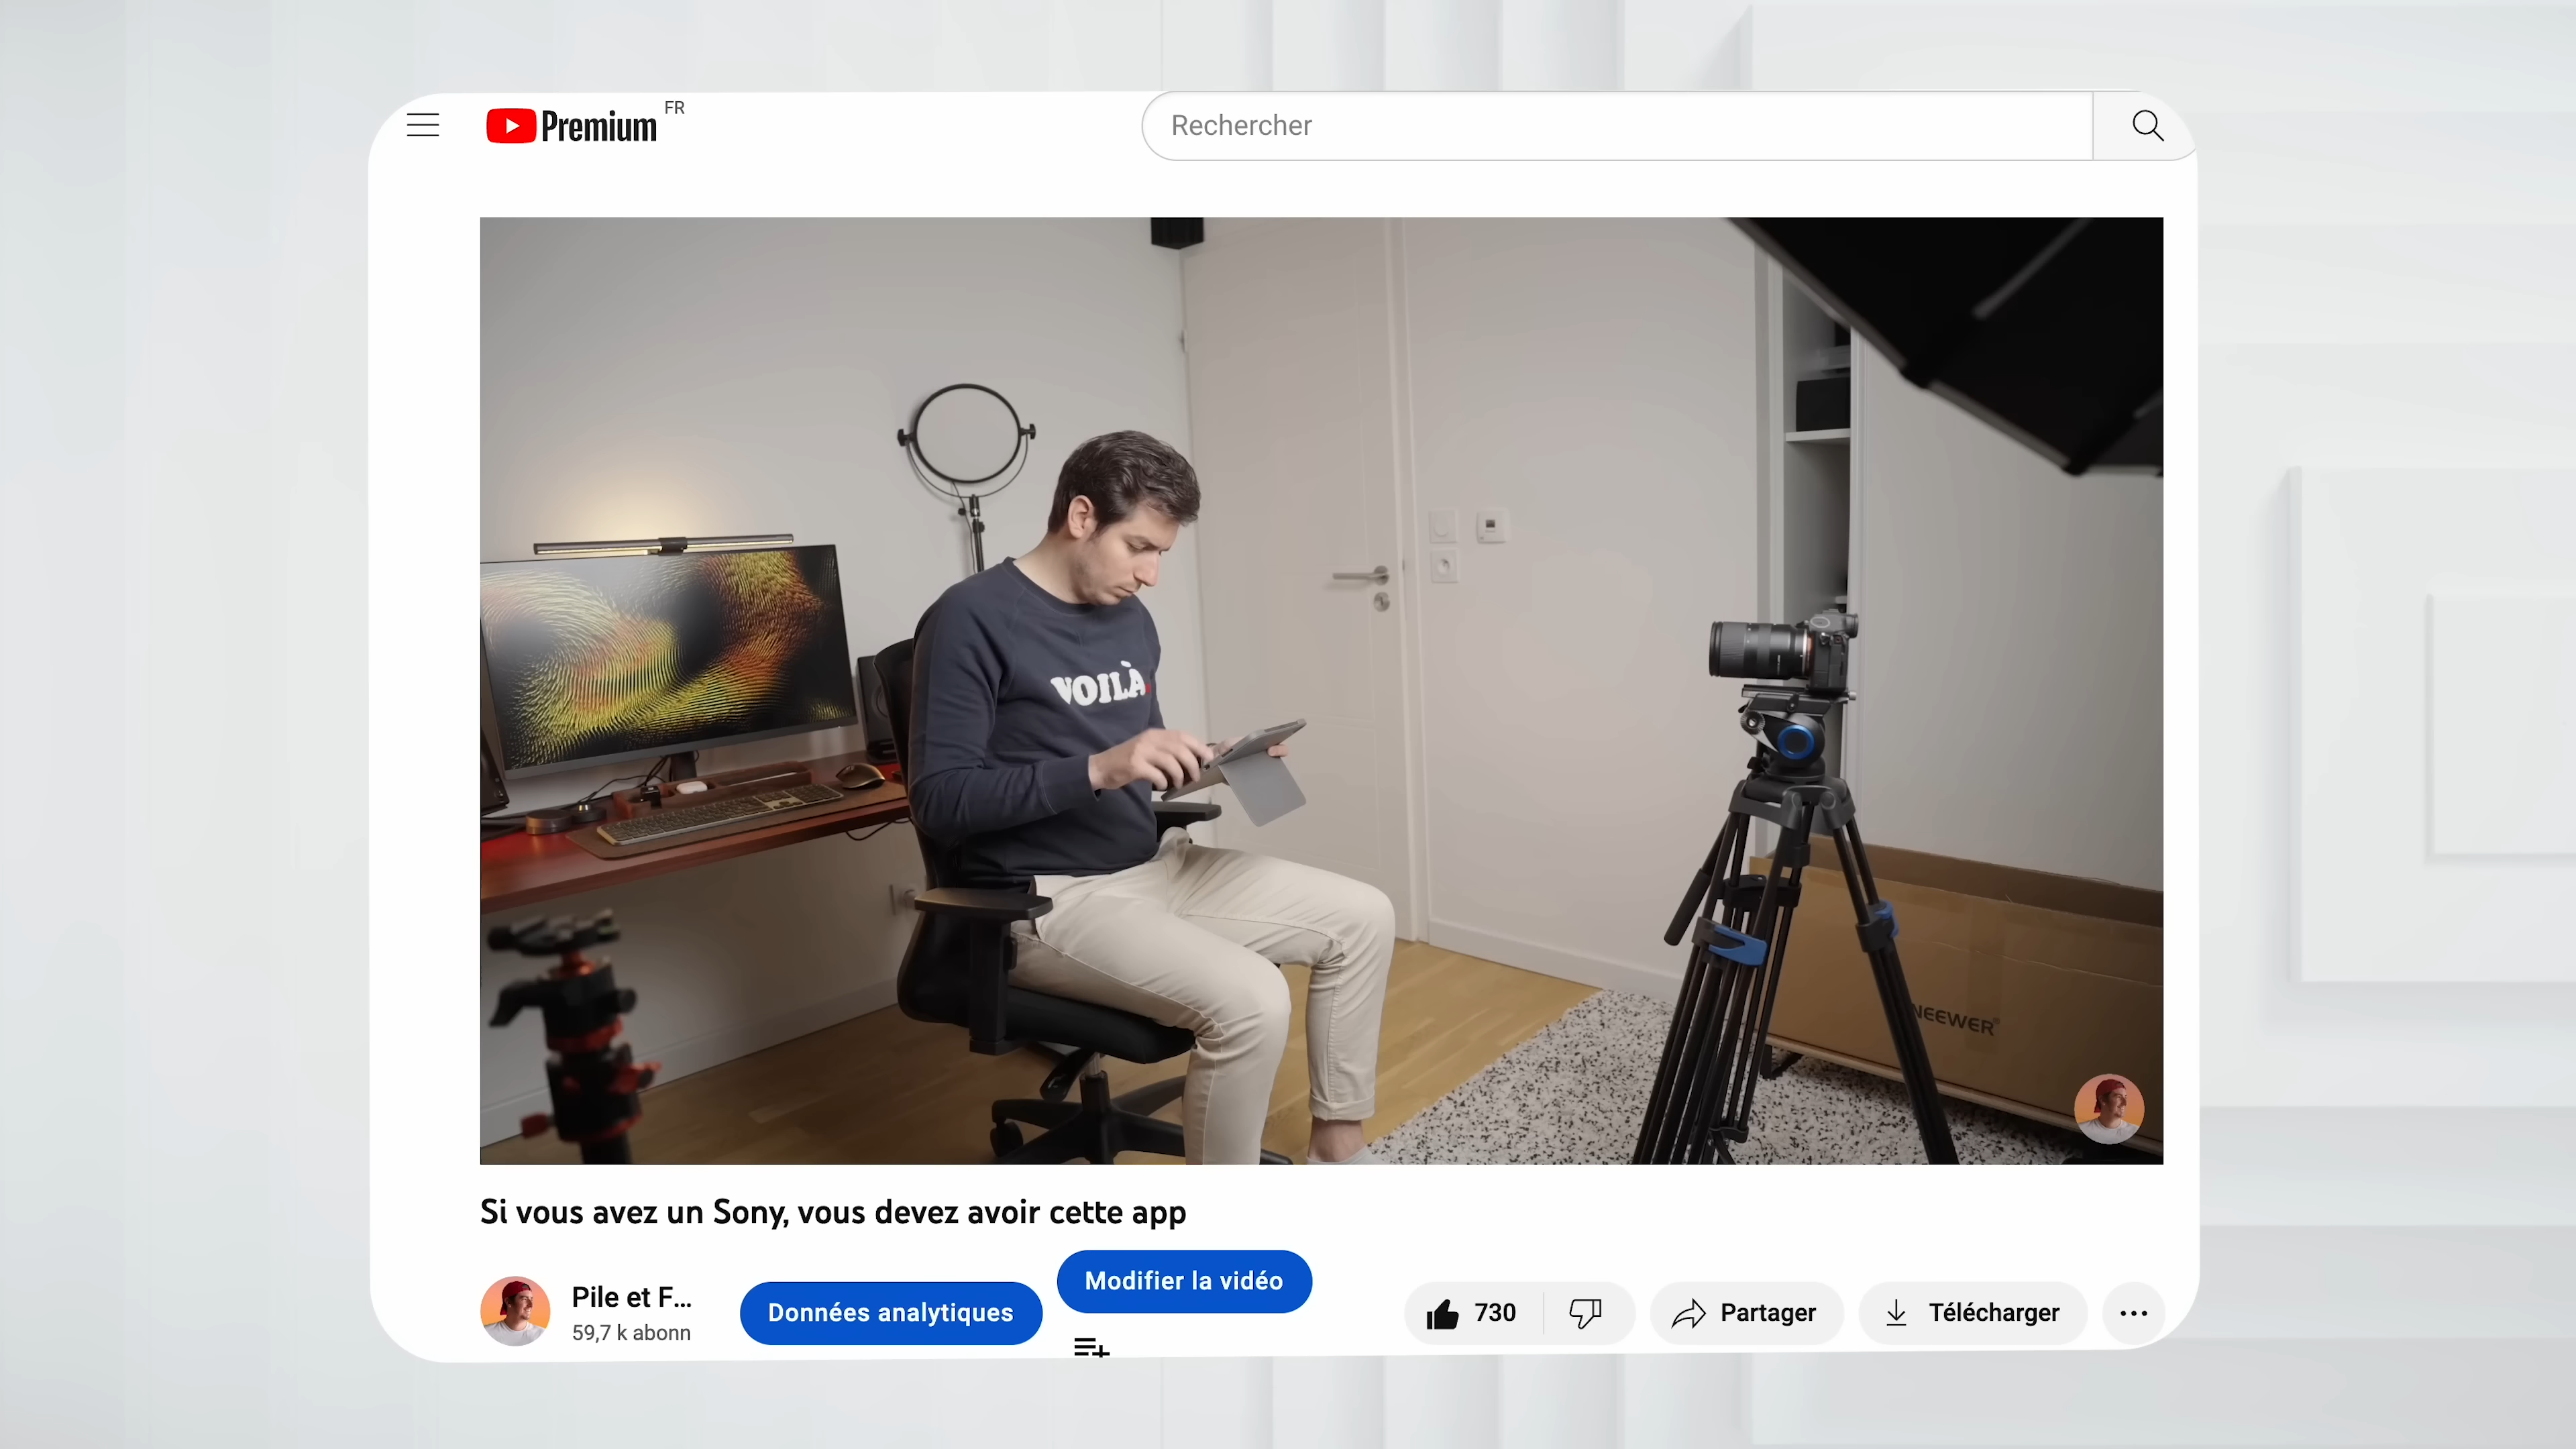 Premium FR
Rechercher
VOILÀ.
NEEWER®
Si vous avez un Sony, vous devez avoir cette app
Pile et F...
59,7 k abonn
Données analytiques
Modifier la vidéo
730
Partager
Télécharger